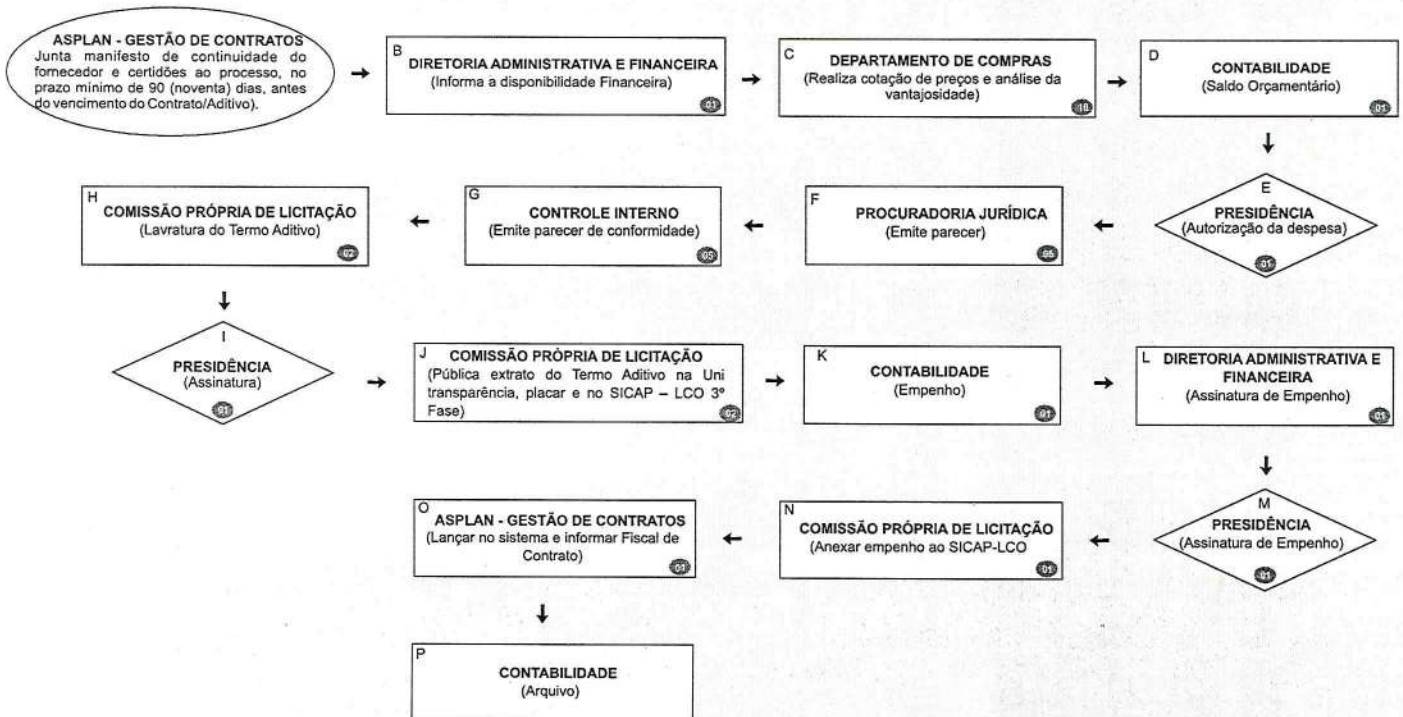 ASPLAN - GESTÃO DE CONTRATOS
Junta manifesto de continuidade do
fornecedor e certidões ao processo, no
prazo mínimo de 90 (noventa) dias, antes
do vencimento do Contrato/Aditivo).
B
DIRETORIA ADMINISTRATIVA E FINANCEIRA
(Informa a disponibilidade Financeira)
01
C
DEPARTAMENTO DE COMPRAS
(Realiza cotação de preços e análise da
vantajosidade)
D
CONTABILIDADE
(Saldo Orçamentário)
01
E
PRESIDÊNCIA
(Autorização da despesa)
01
F
PROCURADORIA JURÍDICA
(Emite parecer)
05
G
CONTROLE INTERNO
(Emite parecer de conformidade)
05
H
COMISSÃO PRÓPRIA DE LICITAÇÃO
(Lavratura do Termo Aditivo)
02
I
PRESIDÊNCIA
(Assinatura)
01
J
COMISSÃO PRÓPRIA DE LICITAÇÃO
(Pública extrato do Termo Aditivo na Uni
transparência, placar e no SICAP – LCO 3º
Fase)
02
K
CONTABILIDADE
(Empenho)
01
L
DIRETORIA ADMINISTRATIVA E
FINANCEIRA
(Assinatura de Empenho)
01
M
PRESIDÊNCIA
(Assinatura de Empenho)
01
N
COMISSÃO PRÓPRIA DE LICITAÇÃO
(Anexar empenho ao SICAP-LCO
01
O
ASPLAN - GESTÃO DE CONTRATOS
(Lançar no sistema e informar Fiscal de
Contrato)
01
P
CONTABILIDADE
(Arquivo)